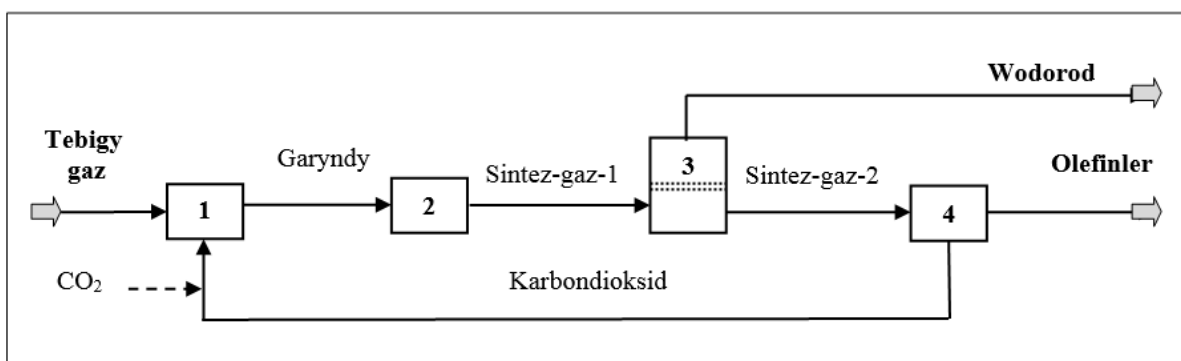 Wodorod
Tebigy
gaz
Garyndy
Sintez-gaz-1
3
Sintez-gaz-2
Olefinler
1
2
4
CO₂
Karbondioksid